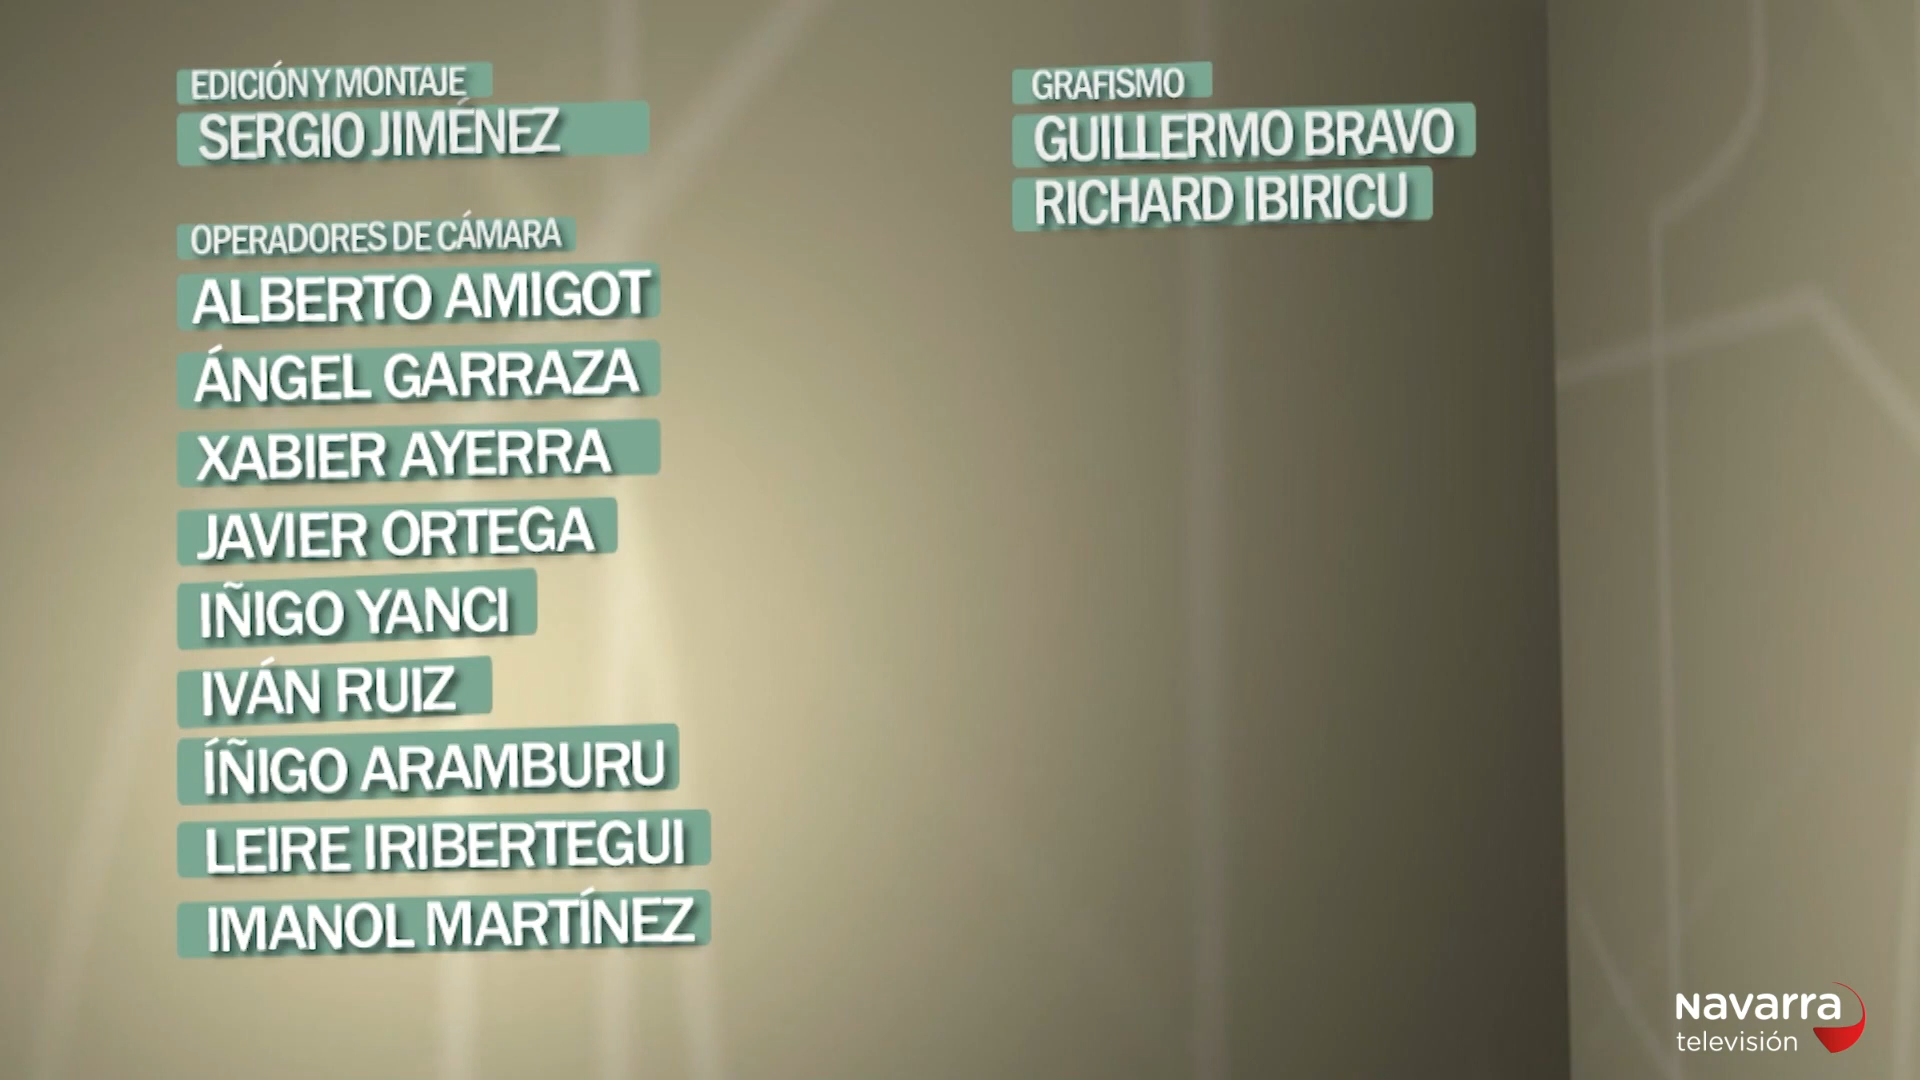 EDICIÓN Y MONTAJE
SERGIO JIMÉNEZ
OPERADORES DE CÁMARA
ALBERTO AMIGOT
ÁNGEL GARRAZA
XABIER AYERRA
JAVIER ORTEGA
IÑIGO YANCI
IVÁN RUIZ
ÍÑIGO ARAMBURU
LEIRE IRIBERTEGUI
IMANOL MARTÍNEZ
GRAFISMO
GUILLERMO BRAVO
RICHARD IBIRICU
Navarra
televisión